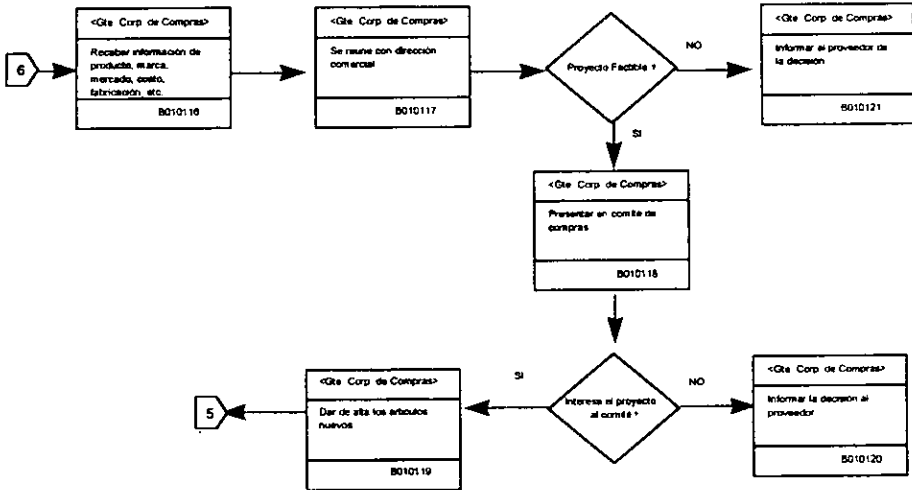 6
<Gte Corp de Compras>
Recabar información de
producto, marca,
mercado, costo,
fabricación, etc.
B010116
<Gte Corp de Compras>
Se reune con dirección
comercial
B010117
Proyecto Factible ?
NO
<Gte Corp de Compras>
Informar al proveedor de
la decisión
B010121
SI
<Gte Corp de Compras>
Presentar en comite de
compras
B010118
Interesa el proyecto
al comité ?
SI
NO
<Gte Corp de Compras>
Dar de alta los articulos
nuevos
B010119
5
<Gte Corp de Compras>
Informar la decisión al
proveedor
B010120